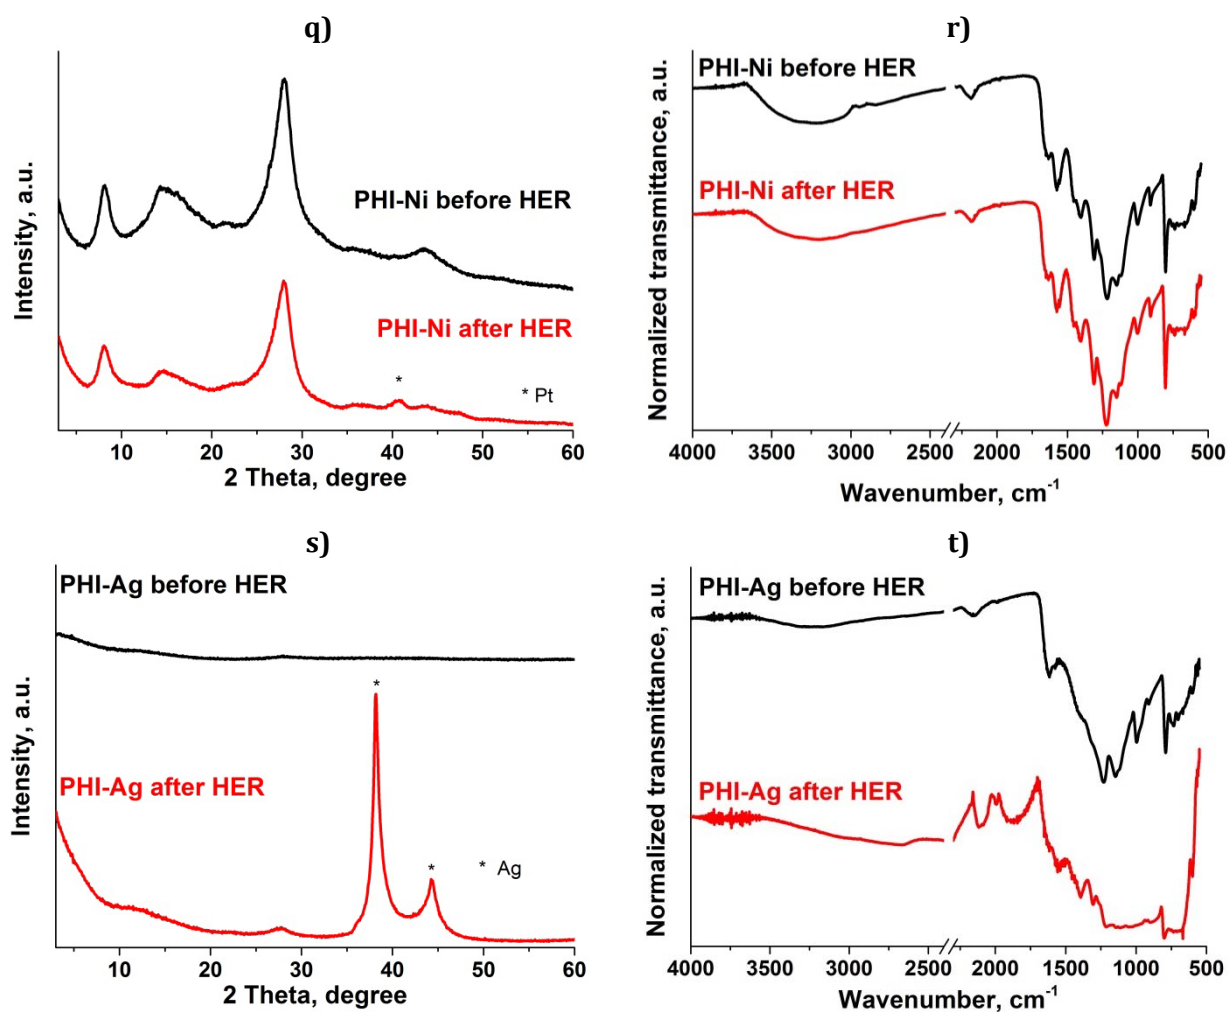 q)
Intensity, a.u.
PHI-Ni before HER
PHI-Ni after HER
*
* Pt
10 20 30 40 50 60
2 Theta, degree
r)
Normalized transmittance, a.u.
PHI-Ni before HER
PHI-Ni after HER
4000 3500 3000 2500 2000 1500 1000 500
Wavenumber, cm⁻¹
s)
Intensity, a.u.
PHI-Ag before HER
*
PHI-Ag after HER
*
* Ag
10 20 30 40 50 60
2 Theta, degree
t)
Normalized transmittance, a.u.
PHI-Ag before HER
PHI-Ag after HER
4000 3500 3000 2500 2000 1500 1000 500
Wavenumber, cm⁻¹